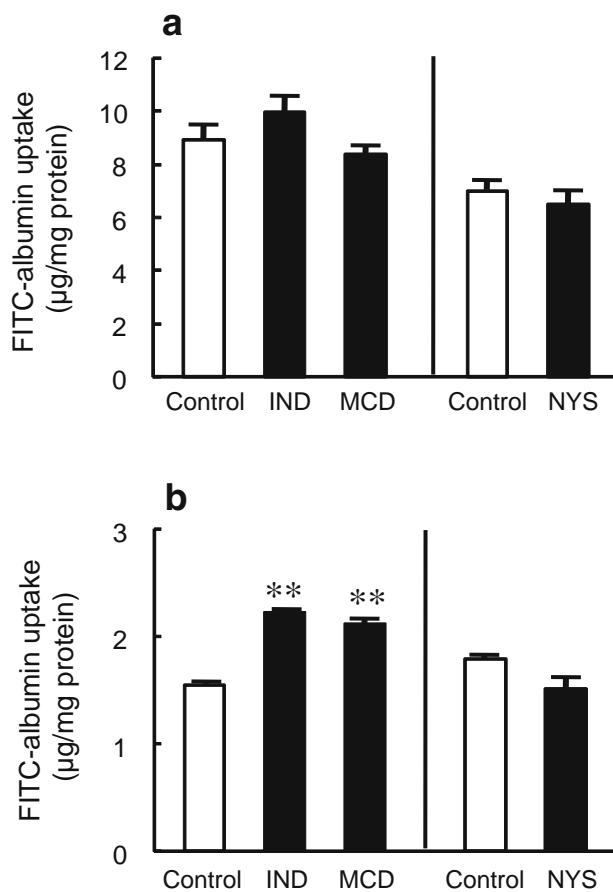 a
FITC-albumin uptake
(µg/mg protein)
12
10
8
6
4
2
0
Control IND MCD Control NYS
b
FITC-albumin uptake
(µg/mg protein)
3
2
1
0
** **
Control IND MCD Control NYS